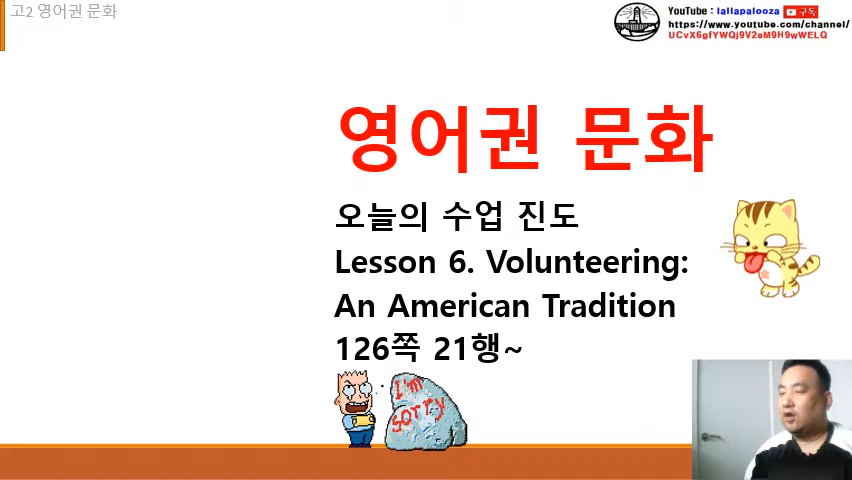 고2 영어권 문화
YouTube : lallapalooza 구독
https://www.youtube.com/channel/
UCvX6gfYWQj9V2eM9H9wWELQ
영어권 문화
오늘의 수업 진도
Lesson 6. Volunteering:
An American Tradition
126쪽 21행~
I'm
sorry